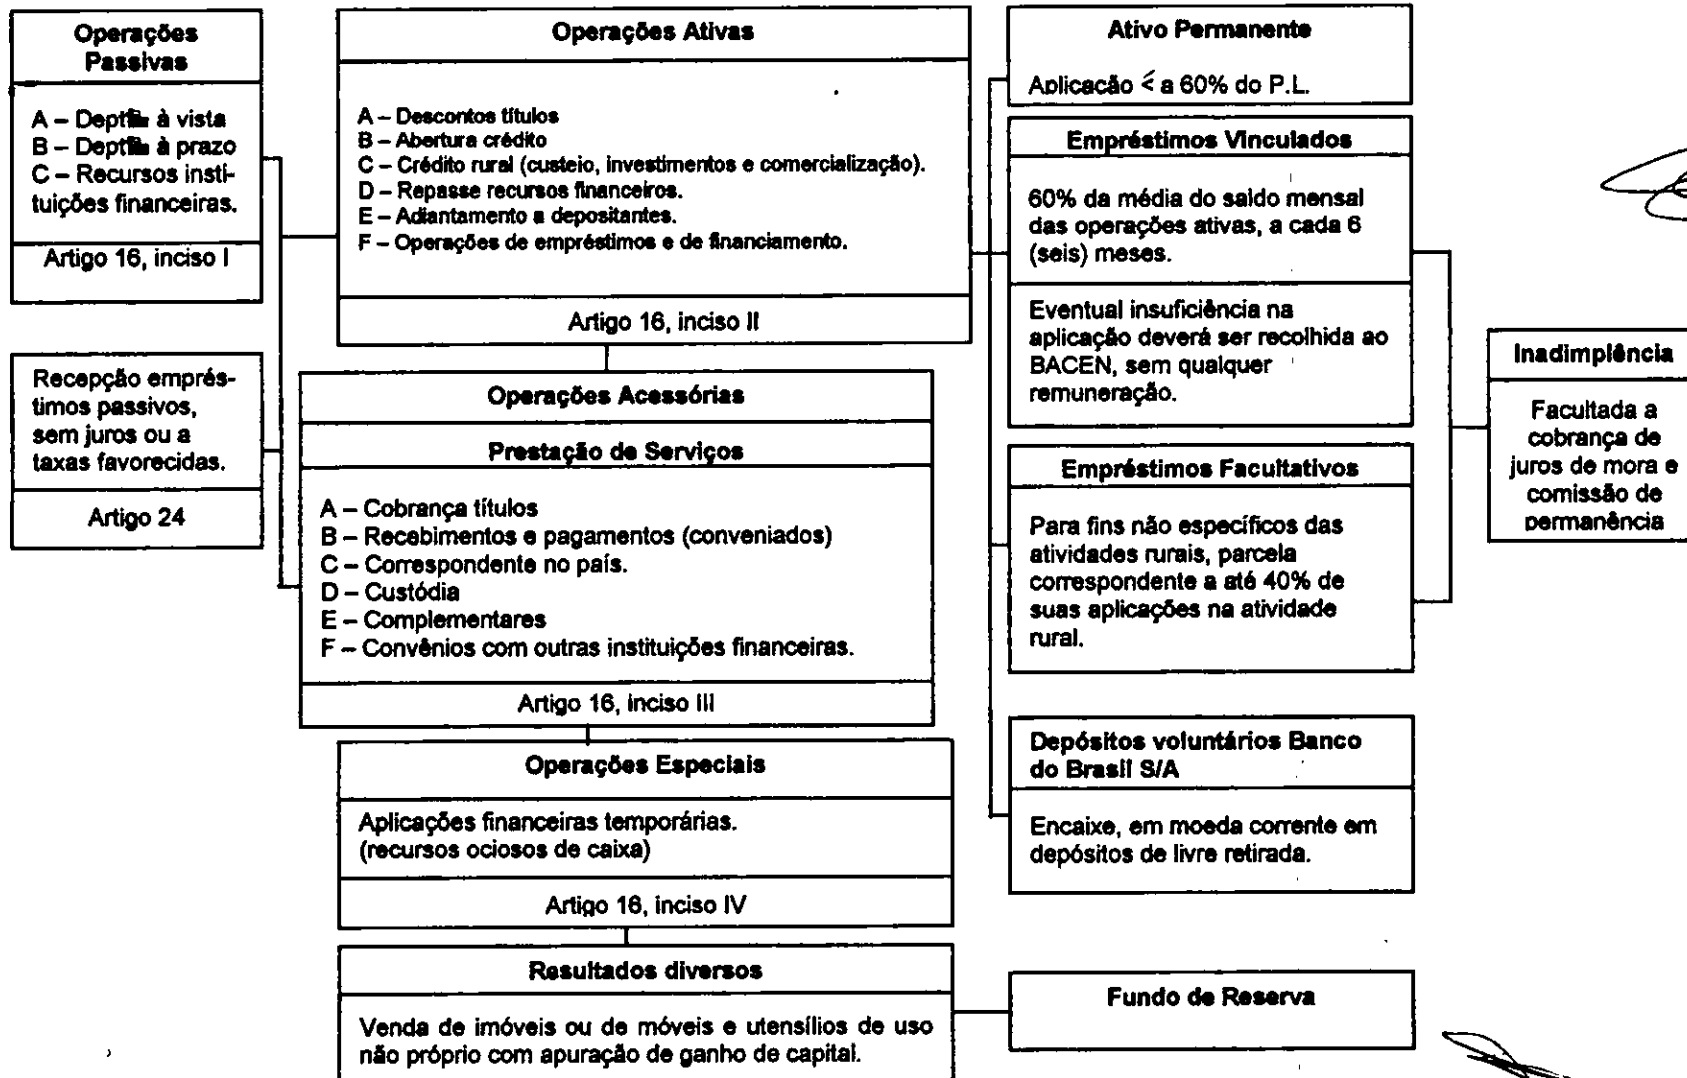 Operações
Passivas
A – à vista
B – à prazo
C – Recursos insti-
tuições financeiras.
Artigo 16, inciso I
Recepção emprés-
timos passivos,
sem juros ou a
taxas favorecidas.
Artigo 24
Operações Ativas
A – Descontos títulos
B – Abertura crédito
C – Crédito rural (custeio, investimentos e comercialização).
D – Repasse recursos financeiros.
E – Adiantamento a depositantes.
F – Operações de empréstimos e de financiamento.
Artigo 16, inciso II
Operações Acessórias
Prestação de Serviços
A – Cobrança títulos
B – Recebimentos e pagamentos (conveniados)
C – Correspondente no país.
D – Custódia
E – Complementares
F – Convênios com outras instituições financeiras.
Artigo 16, inciso III
Operações Especiais
Aplicações financeiras temporárias.
(recursos ociosos de caixa)
Artigo 16, inciso IV
Resultados diversos
Venda de imóveis ou de móveis e utensílios de uso
não próprio com apuração de ganho de capital.
Ativo Permanente
Aplicação ≤ a 60% do P.L.
Empréstimos Vinculados
60% da média do saldo mensal
das operações ativas, a cada 6
(seis) meses.
Eventual insuficiência na
aplicação deverá ser recolhida ao
BACEN, sem qualquer
remuneração.
Empréstimos Facultativos
Para fins não específicos das
atividades rurais, parcela
correspondente a até 40% de
suas aplicações na atividade
rural.
Depósitos voluntários Banco
do Brasil S/A
Encaixe, em moeda corrente em
depósitos de livre retirada.
Fundo de Reserva
Inadimplência
Facultada a
cobrança de
juros de mora e
comissão de
permanência